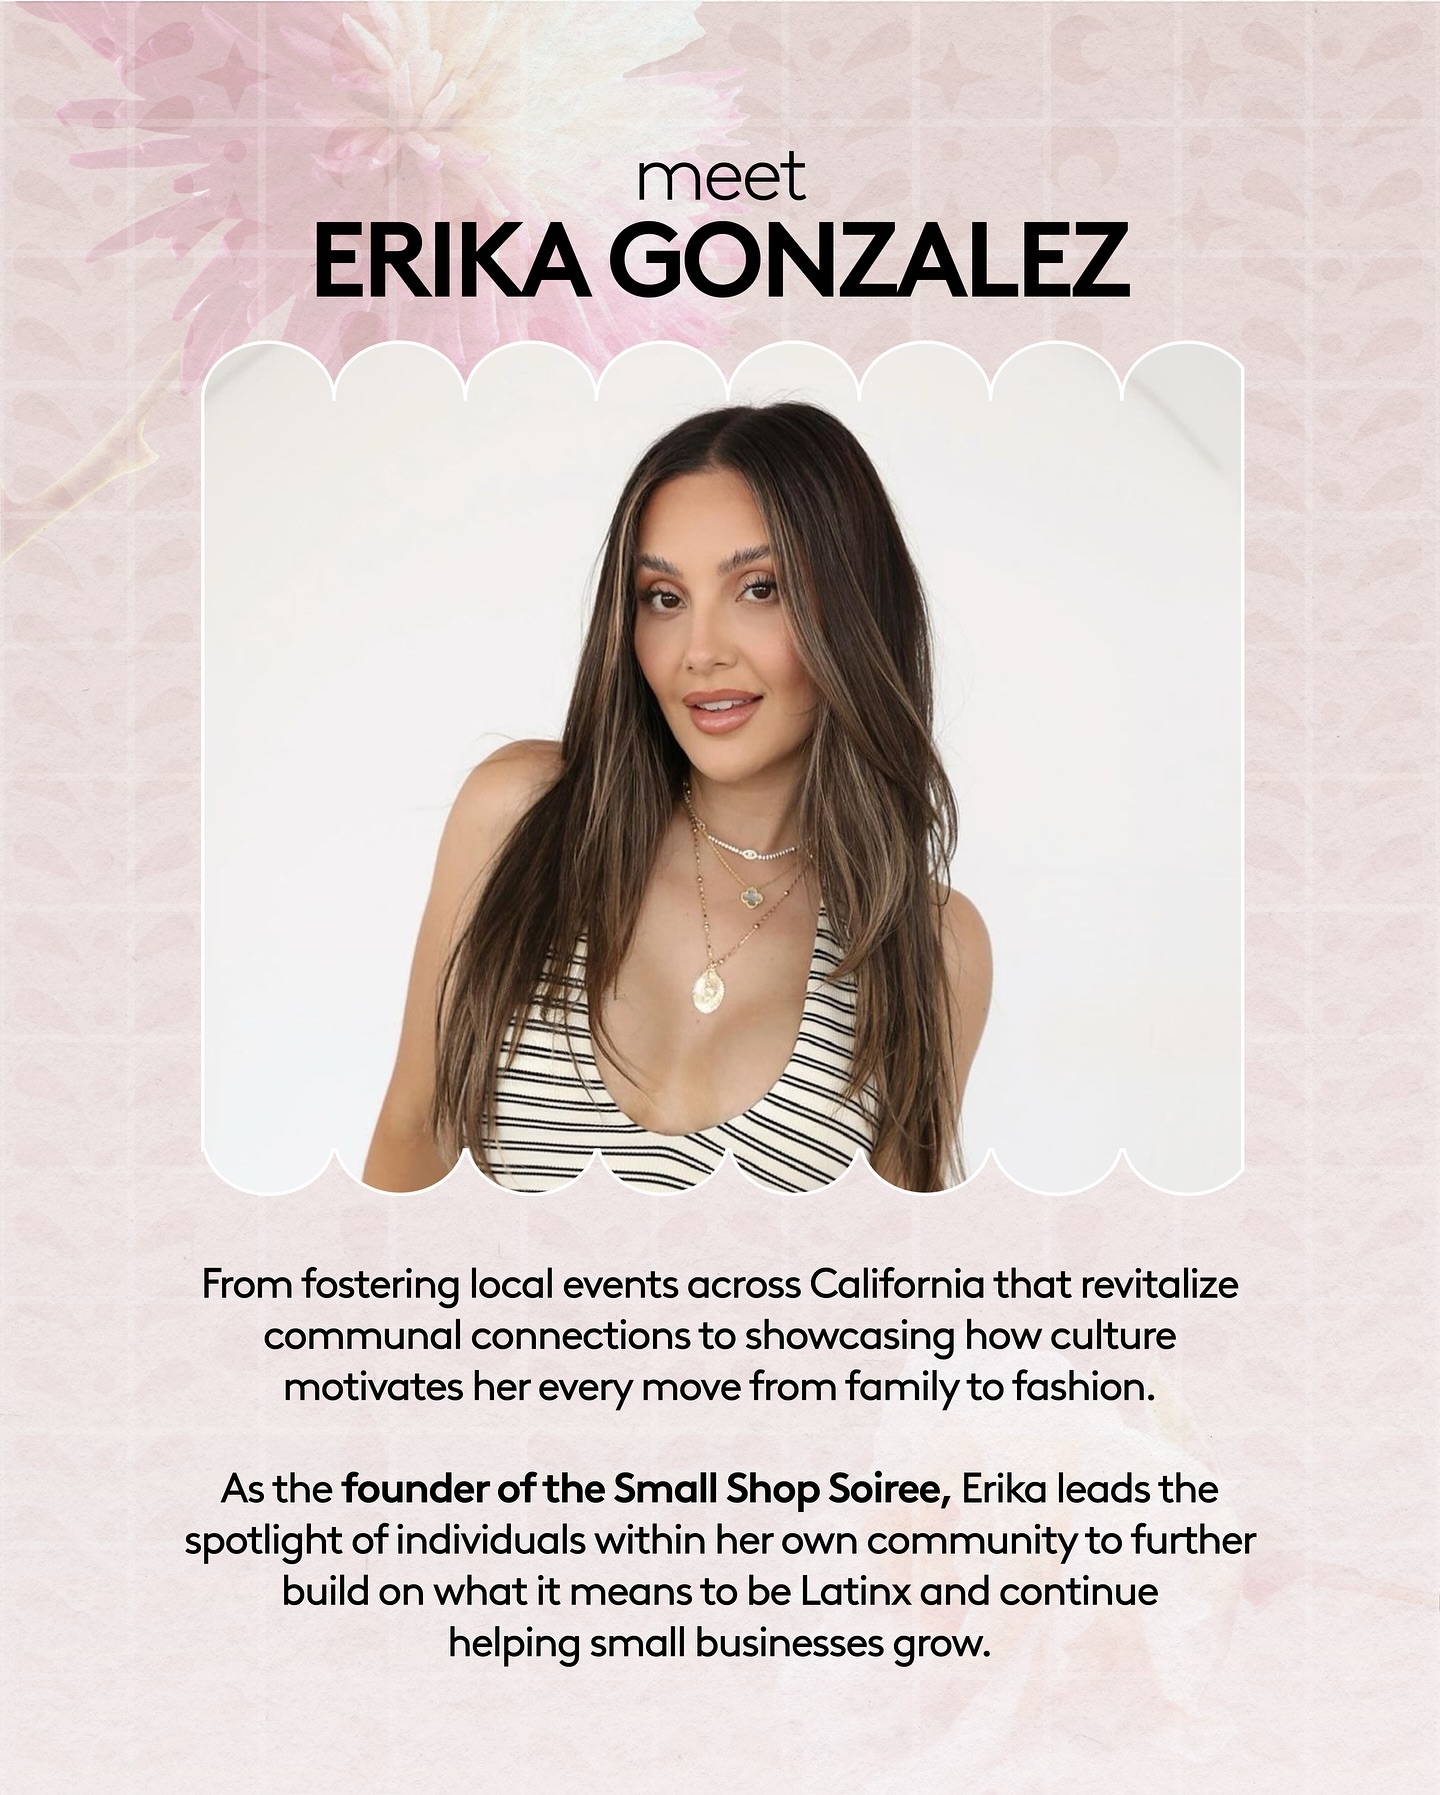 meet
ERIKA GONZALEZ
From fostering local events across California that revitalize
communal connections to showcasing how culture
motivates her every move from family to fashion.
As the founder of the Small Shop Soiree, Erika leads the
spotlight of individuals within her own community to further
build on what it means to be Latinx and continue
helping small businesses grow.